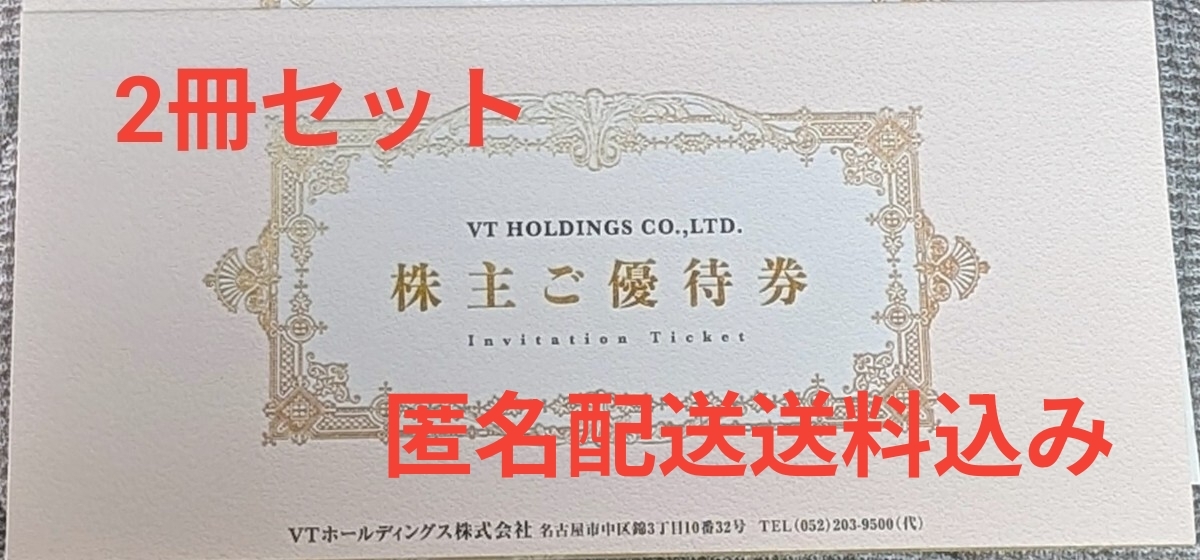 2冊セット
VT HOLDINGS CO.,LTD.
株主ご優待券
Invitation Ticket
匿名配送送料込み
VTホールディングス株式会社 名古屋市中区錦3丁目10番32号 TEL(052)203-9500(代)